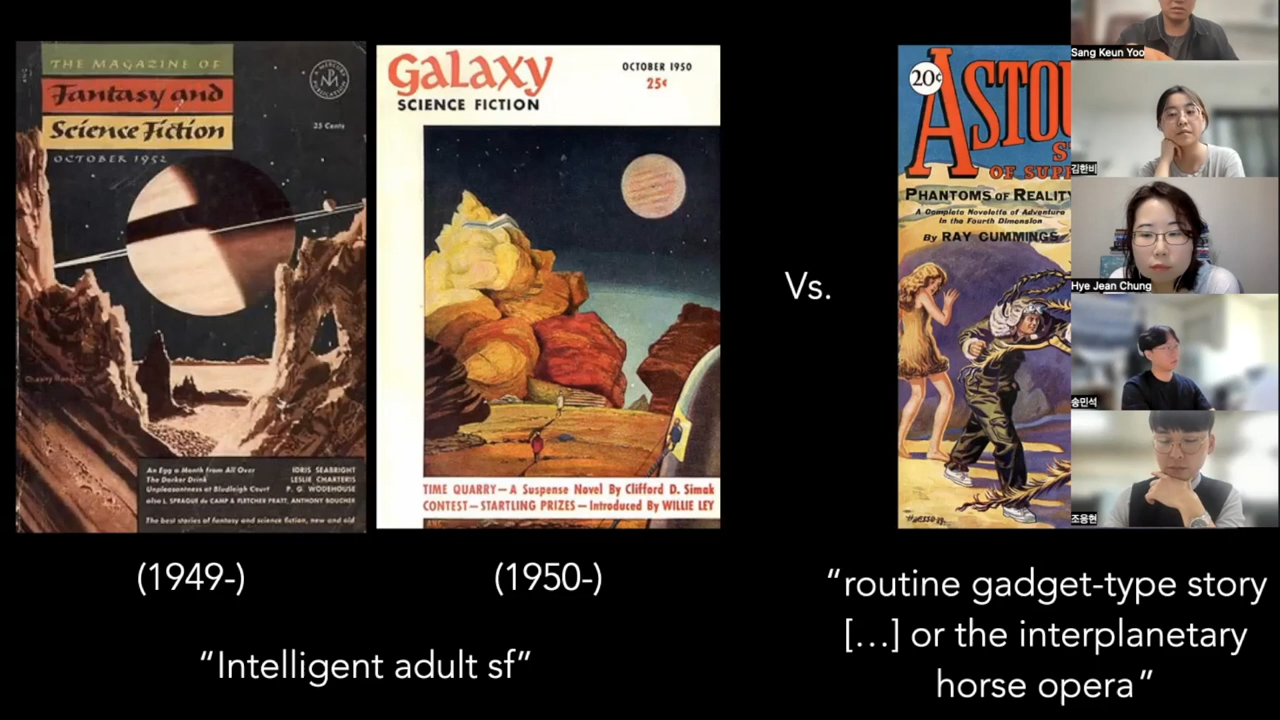 THE MAGAZINE OF
Fantasy and
Science Fiction
OCTOBER 1952
25 Cents
An Egg a Month from All Over IDRIS SEABRIGHT
The Darker Drink LESLIE CHARTERIS
Unpleasantness at Bludleigh Court P. G. WODEHOUSE
also L. SPRAGUE de CAMP & FLETCHER PRATT, ANTHONY BOUCHER
The best stories of fantasy and science fiction, new and old
GALAXY
SCIENCE FICTION
OCTOBER 1950
25¢
TIME QUARRY—A Suspense Novel By Clifford D. Simak
CONTEST—STARTLING PRIZES—Introduced By WILLIE LEY
Vs.
20¢
ASTOU
S
OF SUP
PHANTOMS OF REALITY
A Complete Novelette of Adventure
In the Fourth Dimension
By RAY CUMMINGS
(1949-)
(1950-)
“Intelligent adult sf”
“routine gadget-type story
[…] or the interplanetary
horse opera”
Sang Keun Yoo
김한비
Hye Jean Chung
송민석
조응현